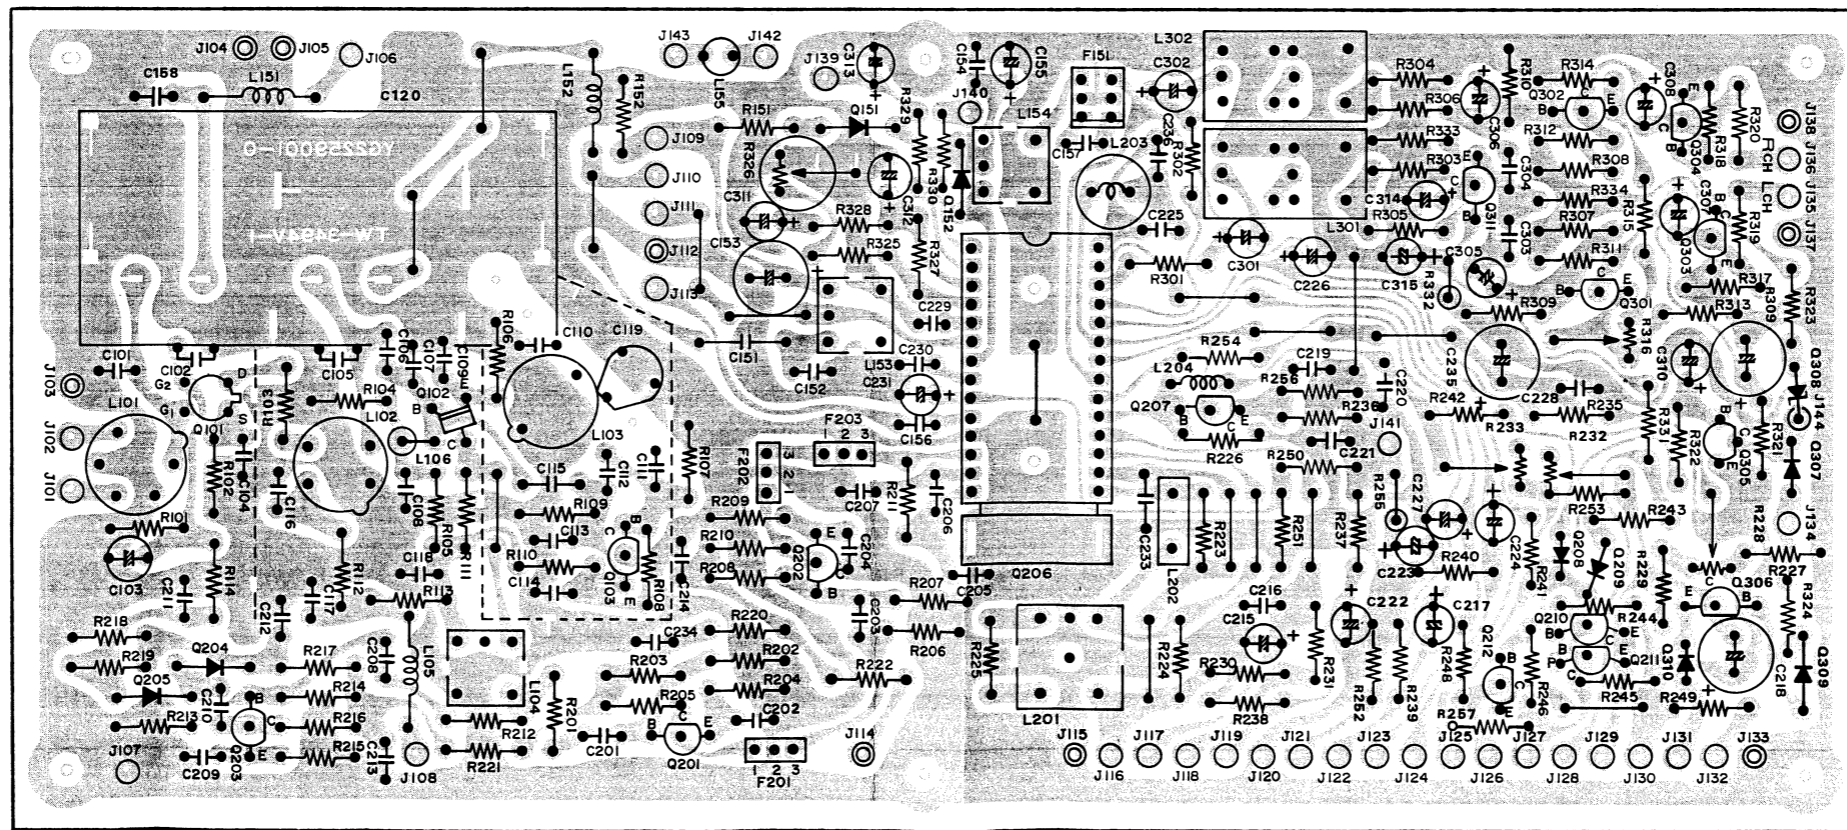 J104
J105
J106
J143
J142
J139
C313
C154
C155
F151
L302
C302
R304
R306
R310
R314
Q302
B
C
E
C308
E
C
B
R320
J138
C158
L151
C120
L152
R152
L155
R151
Q151
R329
J140
L154
C157
L203
C236
R302
R333
R303
C306
R312
R308
Q304
R318
RCH
J136
J109
R326
C312
R330
Q152
C314
R305
E
C
B
Q311
C304
C303
R334
R307
R311
R315
C307
B
C
E
R319
LCH
J135
J137
J110
J111
J112
J113
C311
C153
R328
R325
R327
C225
R301
C301
L301
C226
C305
C315
R332
R309
B
C
E
Q301
Q303
R317
R313
R323
C229
C101
C102
C105
C106
C107
C109
R106
C110
C119
C151
C152
L153
C230
C231
R254
L204
C219
R256
C220
C235
R316
C310
R309
Q308
J144
J103
J102
J101
G2
G1
D
S
Q101
L101
R103
R104
L102
Q102
E
B
C
L106
L103
C156
Q207
B
C
E
R226
R236
R250
C221
J141
R242
R233
C228
R235
R232
R331
R322
B
C
E
Q305
R321
Q307
R102
C104
C116
C108
R105
R111
C115
C112
C111
R107
F202
3
2
1
F203
1 2 3
R211
C206
C207
R209
R210
R208
E
C
B
Q202
C204
R101
C103
C211
R114
C212
C117
R112
C118
R113
R109
C113
R110
C114
B
C
E
Q103
R108
C214
C233
L202
R223
R251
R237
R255
C227
C223
C224
R240
R241
R253
R243
Q208
Q209
R229
R228
J134
R227
Q206
C205
R207
R206
C203
R218
R219
Q204
Q205
R213
C210
B
C
E
Q203
C209
R217
R214
R216
R215
C208
C213
L105
L104
R212
R221
R201
C201
C234
R203
R205
B
C
E
Q201
R220
R202
R204
C202
R222
1 2 3
F201
R225
L201
R224
C216
C215
R230
R238
R231
C222
R252
R239
C217
R248
Q212
B
C
E
R257
R246
Q210
B
C
E
R244
Q211
C
E
R245
Q310
R249
E
C
B
Q306
R324
C218
Q309
J107
J108
J114
J115
J116
J117
J118
J119
J120
J121
J122
J123
J124
J125
J126
J127
J128
J129
J130
J131
J132
J133